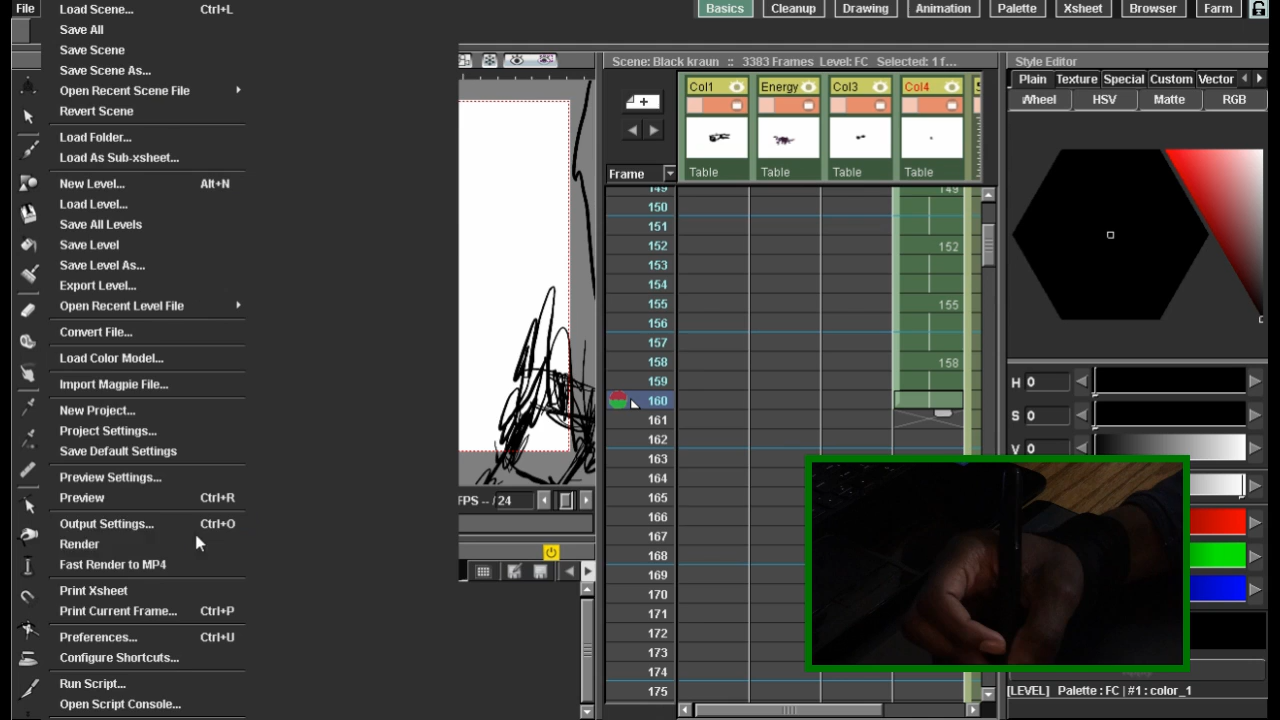 File
Load Scene... Ctrl+L
Save All
Save Scene
Save Scene As...
Open Recent Scene File
Revert Scene
Load Folder...
Load As Sub-xsheet...
New Level... Alt+N
Load Level...
Save All Levels
Save Level
Save Level As...
Export Level...
Open Recent Level File
Convert File...
Load Color Model...
Import Magpie File...
New Project...
Project Settings...
Save Default Settings
Preview Settings...
Preview Ctrl+R
Output Settings... Ctrl+O
Render
Fast Render to MP4
Print Xsheet
Print Current Frame... Ctrl+P
Preferences... Ctrl+U
Configure Shortcuts...
Run Script...
Open Script Console...
FPS -- / 24
Basics Cleanup Drawing Animation Palette Xsheet Browser Farm
Scene: Black kraun :: 3383 Frames Level: FC Selected: 1 f...
Col1 Energy Col3 Col4
Table Table Table Table
Frame
149 149
150
151
152 152
153
154
155 155
156
157
158 158
159
160
161
162
163
164
165
166
167
168
169
170
171
172
173
174
175
Style Editor
Plain Texture Special Custom Vector
Wheel HSV Matte RGB
H 0
S 0
V 0
[LEVEL] Palette : FC | #1 : color_1